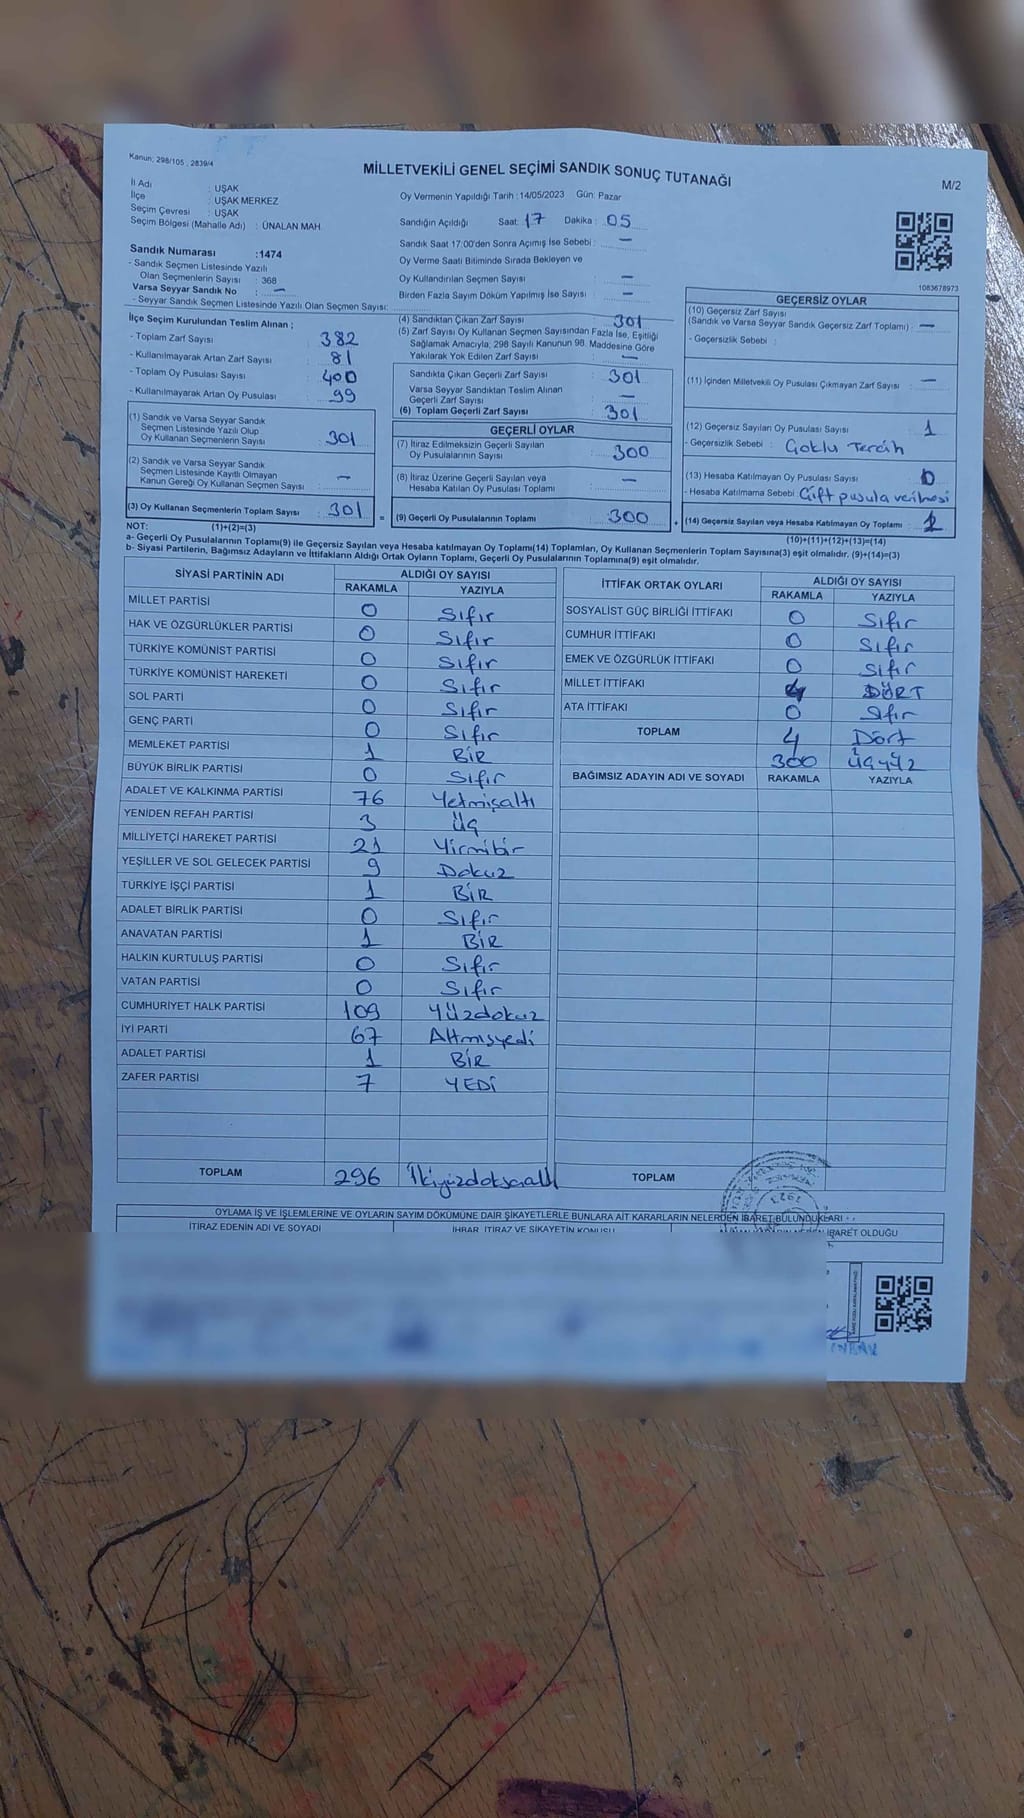 Kanun; 298/105 , 2839/4
MİLLETVEKİLİ GENEL SEÇİMİ SANDIK SONUÇ TUTANAĞI
M/2
İl Adı : UŞAK
İlçe : UŞAK MERKEZ
Seçim Çevresi : UŞAK
Seçim Bölgesi (Mahalle Adı) : ÜNALAN MAH.
Oy Vermenin Yapıldığı Tarih :14/05/2023 Gün: Pazar
Sandığın Açıldığı Saat: 17 Dakika : 05
Sandık Saat 17:00'den Sonra Açımış İse Sebebi : —
Oy Verme Saati Bitiminde Sırada Bekleyen ve
Oy Kullandırılan Seçmen Sayısı : —
Birden Fazla Sayım Döküm Yapılmış İse Sayısı : —
Sandık Numarası :1474
- Sandık Seçmen Listesinde Yazılı
Olan Seçmenlerin Sayısı : 368
Varsa Seyyar Sandık No : —
- Seyyar Sandık Seçmen Listesinde Yazılı Olan Seçmen Sayısı:
1083678973
İlçe Seçim Kurulundan Teslim Alınan ;
- Toplam Zarf Sayısı : 382
- Kullanılmayarak Artan Zarf Sayısı : 81
- Toplam Oy Pusulası Sayısı : 400
- Kullanılmayarak Artan Oy Pusulası : 99
(1) Sandık ve Varsa Seyyar Sandık
Seçmen Listesinde Yazılı Olup
Oy Kullanan Seçmenlerin Sayısı : 301
(2) Sandık ve Varsa Seyyar Sandık
Seçmen Listesinde Kayıtlı Olmayan
Kanun Gereği Oy Kullanan Seçmen Sayısı : —
(3) Oy Kullanan Seçmenlerin Toplam Sayısı : 301
NOT: (1)+(2)=(3)
(4) Sandıktan Çıkan Zarf Sayısı : 301
(5) Zarf Sayısı Oy Kullanan Seçmen Sayısından Fazla İse, Eşitliği
Sağlamak Amacıyla, 298 Sayılı Kanunun 98. Maddesine Göre
Yakılarak Yok Edilen Zarf Sayısı : —
Sandıkta Çıkan Geçerli Zarf Sayısı : 301
Varsa Seyyar Sandıktan Teslim Alınan
Geçerli Zarf Sayısı : —
(6) Toplam Geçerli Zarf Sayısı : 301
GEÇERLİ OYLAR
(7) İtiraz Edilmeksizin Geçerli Sayılan
Oy Pusulalarının Sayısı : 300
(8) İtiraz Üzerine Geçerli Sayılan veya
Hesaba Katılan Oy Pusulası Toplamı : —
= (9) Geçerli Oy Pusulalarının Toplamı : 300
GEÇERSİZ OYLAR
(10) Geçersiz Zarf Sayısı
(Sandık ve Varsa Seyyar Sandık Geçersiz Zarf Toplamı) : —
- Geçersizlik Sebebi :
(11) İçinden Milletvekili Oy Pusulası Çıkmayan Zarf Sayısı : —
(12) Geçersiz Sayılan Oy Pusulası Sayısı : 1
- Geçersizlik Sebebi : Çoklu Tercih
(13) Hesaba Katılmayan Oy Pusulası Sayısı :
- Hesaba Katılmama Sebebi : Çift pusula verilmesi
+ (14) Geçersiz Sayılan veya Hesaba Katılmayan Oy Toplamı :
(10)+(11)+(12)+(13)=(14)
a- Geçerli Oy Pusulalarının Toplamı(9) ile Geçersiz Sayılan veya Hesaba katılmayan Oy Toplamı(14) Toplamları, Oy Kullanan Seçmenlerin Toplam Sayısına(3) eşit olmalıdır. (9)+(14)=(3)
b- Siyasi Partilerin, Bağımsız Adayların ve İttifakların Aldığı Ortak Oyların Toplamı, Geçerli Oy Pusulalarının Toplamına(9) eşit olmalıdır.
SİYASİ PARTİNİN ADI ALDIĞI OY SAYISI
RAKAMLA YAZIYLA
MİLLET PARTİSİ 0 Sıfır
HAK VE ÖZGÜRLÜKLER PARTİSİ 0 Sıfır
TÜRKİYE KOMÜNİST PARTİSİ 0 Sıfır
TÜRKİYE KOMÜNİST HAREKETİ 0 Sıfır
SOL PARTİ 0 Sıfır
GENÇ PARTİ 0 Sıfır
MEMLEKET PARTİSİ 1 BİR
BÜYÜK BİRLİK PARTİSİ 0 Sıfır
ADALET VE KALKINMA PARTİSİ 76 Yetmişaltı
YENİDEN REFAH PARTİSİ 3 Üç
MİLLİYETÇİ HAREKET PARTİSİ 21 Yirmibir
YEŞİLLER VE SOL GELECEK PARTİSİ 9 Dokuz
TÜRKİYE İŞÇİ PARTİSİ 1 BİR
ADALET BİRLİK PARTİSİ 0 Sıfır
ANAVATAN PARTİSİ 1 BİR
HALKIN KURTULUŞ PARTİSİ 0 Sıfır
VATAN PARTİSİ 0 Sıfır
CUMHURİYET HALK PARTİSİ 109 Yüzdokuz
İYİ PARTİ 67 Altmışyedi
ADALET PARTİSİ 1 BİR
ZAFER PARTİSİ 7 YEDİ
TOPLAM 296 İkiyüzdoksanaltı
İTTİFAK ORTAK OYLARI ALDIĞI OY SAYISI
RAKAMLA YAZIYLA
SOSYALİST GÜÇ BİRLİĞİ İTTİFAKI 0 Sıfır
CUMHUR İTTİFAKI 0 Sıfır
EMEK VE ÖZGÜRLÜK İTTİFAKI 0 Sıfır
MİLLET İTTİFAKI 4 DÖRT
ATA İTTİFAKI 0 Sıfır
TOPLAM 4 Dört
300 Üçyüz
BAĞIMSIZ ADAYIN ADI VE SOYADI RAKAMLA YAZIYLA
TOPLAM
OYLAMA İŞ VE İŞLEMLERİNE VE OYLARIN SAYIM DÖKÜMÜNE DAİR ŞİKAYETLERLE BUNLARA AİT KARARLARIN NELERDEN İBARET BULUNDUKLARI
İTİRAZ EDENİN ADI VE SOYADI İHBAR, İTİRAZ VE ŞİKAYETİN KONUSU İBARET OLDUĞU